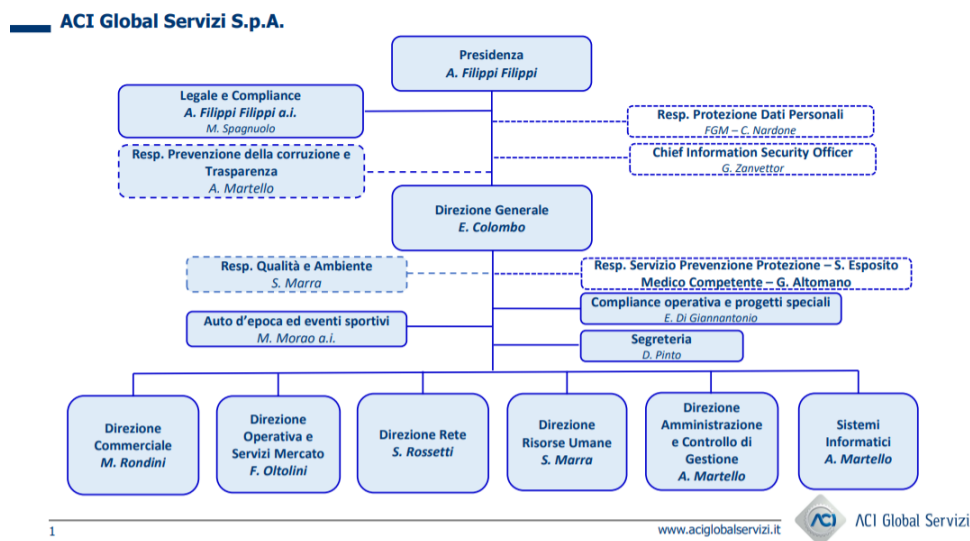 ACI Global Servizi S.p.A.
Presidenza
A. Filippi Filippi
Legale e Compliance
A. Filippi Filippi a.i.
M. Spagnuolo
Resp. Protezione Dati Personali
FGM – C. Nardone
Resp. Prevenzione della corruzione e
Trasparenza
A. Martello
Chief Information Security Officer
G. Zanvettor
Direzione Generale
E. Colombo
Resp. Qualità e Ambiente
S. Marra
Resp. Servizio Prevenzione Protezione – S. Esposito
Medico Competente – G. Altomano
Compliance operativa e progetti speciali
E. Di Giannantonio
Auto d'epoca ed eventi sportivi
M. Morao a.i.
Segreteria
D. Pinto
Direzione
Commerciale
M. Rondini
Direzione
Operativa e
Servizi Mercato
F. Oltolini
Direzione Rete
S. Rossetti
Direzione
Risorse Umane
S. Marra
Direzione
Amministrazione
e Controllo di
Gestione
A. Martello
Sistemi
Informatici
A. Martello
1
www.aciglobalservizi.it
ACI
ACI Global Servizi